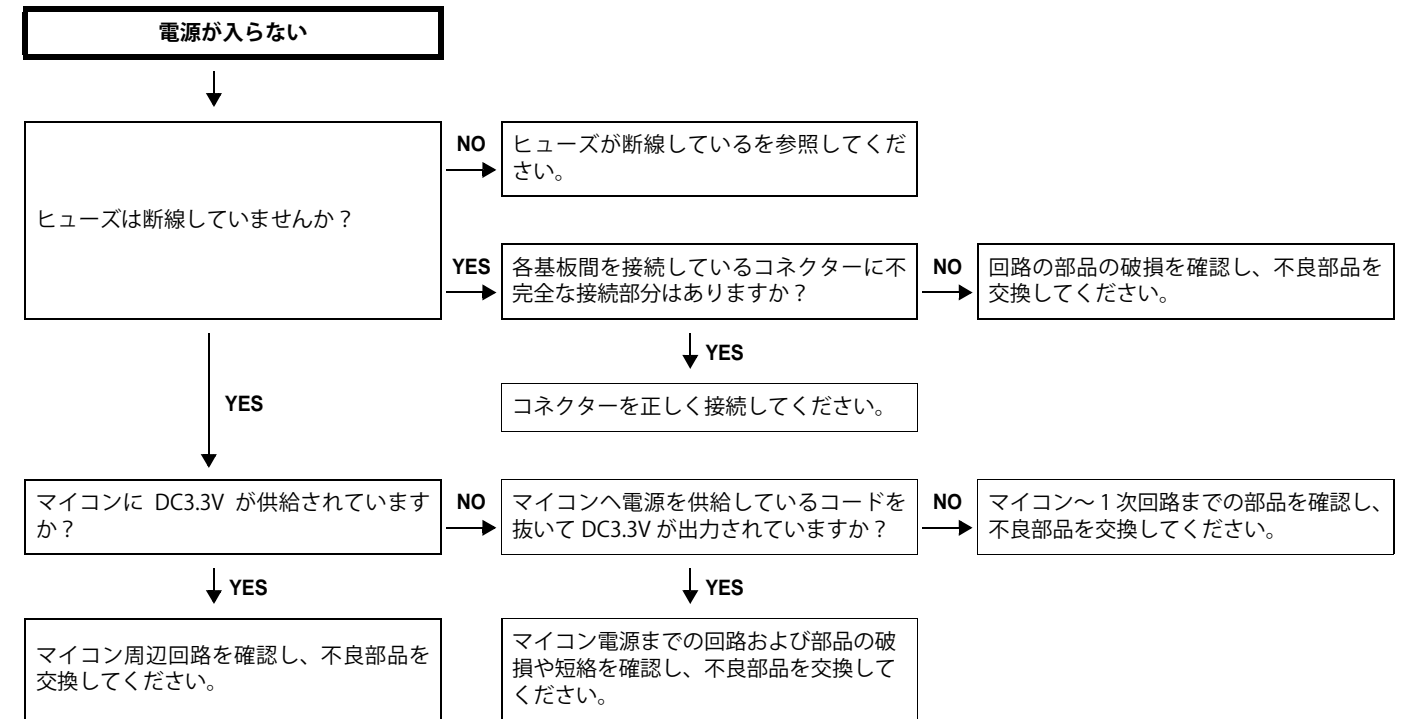 電源が入らない
ヒューズは断線していませんか？
NO
ヒューズが断線しているを参照してくだ
さい。
YES
各基板間を接続しているコネクターに不
完全な接続部分はありますか？
NO
回路の部品の破損を確認し、不良部品を
交換してください。
YES
コネクターを正しく接続してください。
YES
マイコンに DC3.3V が供給されています
か？
NO
マイコンへ電源を供給しているコードを
抜いて DC3.3V が出力されていますか？
NO
マイコン～１次回路までの部品を確認し、
不良部品を交換してください。
YES
マイコン周辺回路を確認し、不良部品を
交換してください。
YES
マイコン電源までの回路および部品の破
損や短絡を確認し、不良部品を交換して
ください。